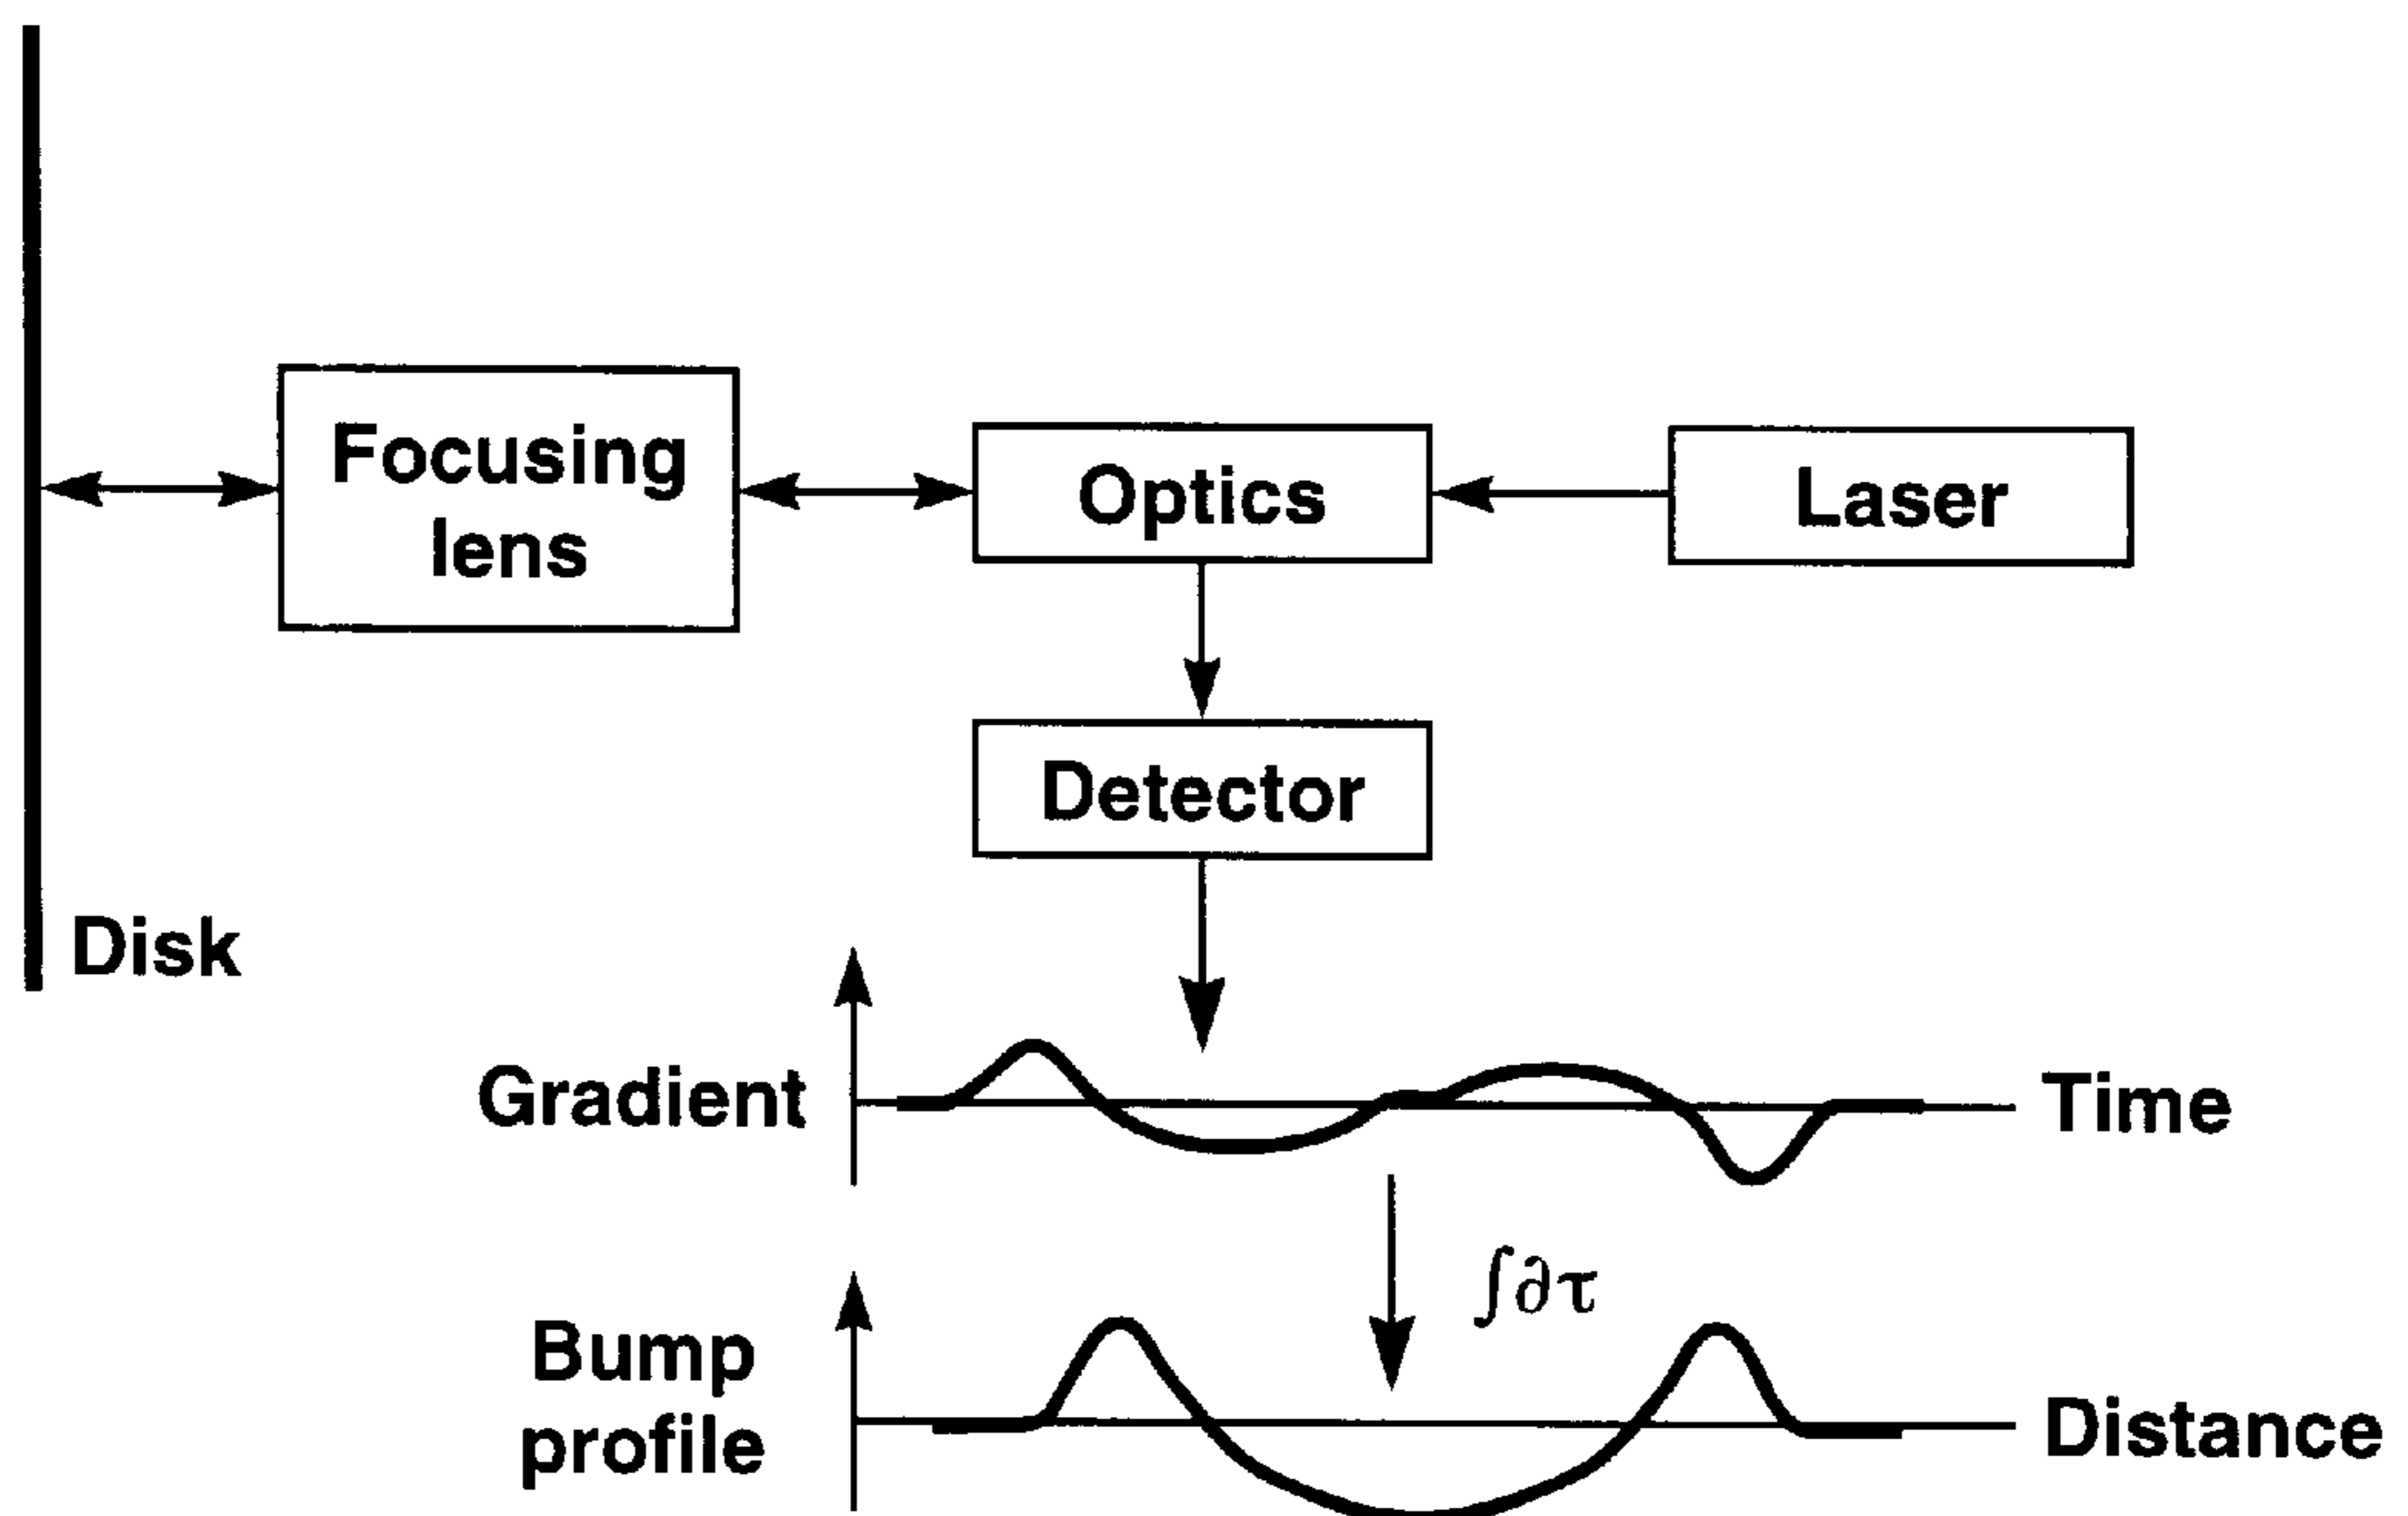 Focusing
lens
Optics
Laser
Detector
Disk
Gradient
Time
∫∂τ
Bump
profile
Distance